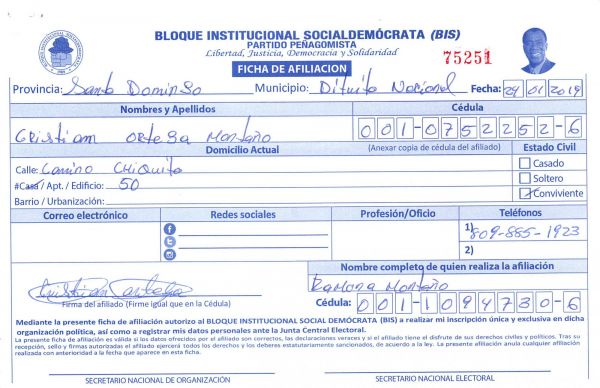 BLOQUE INSTITUCIONAL SOCIALDEMÓCRATA (BIS)
PARTIDO PEÑAGOMISTA
Libertad, Justicia, Democracia y Solidaridad
75251
FICHA DE AFILIACION
Provincia: Santo Domingo Municipio: Ditrito Nacional Fecha: 24 01 2019
Nombres y Apellidos Cédula
Cristiam Ortega Montaño 001-0752252-6
Domicilio Actual (Anexar copia de cédula del afiliado) Estado Civil
Calle: Camino Chiquito Casado
#Casa / Apt. / Edificio: 50 Soltero
Barrio / Urbanización: Conviviente
Correo electrónico Redes sociales Profesión/Oficio Teléfonos
1) 809-885-1923
2)
Nombre completo de quien realiza la afiliación
Ramona Montaño
Firma del afiliado (Firme igual que en la Cédula) Cédula: 001-1094730-6
Mediante la presente ficha de afiliación autorizo al BLOQUE INSTITUCIONAL SOCIAL DEMÓCRATA (BIS) a realizar mi inscripción única y exclusiva en dicha
organización política, así como a registrar mis datos personales ante la Junta Central Electoral.
La presente ficha de afiliación es válida si los datos ofrecidos por el afiliado son correctas, las declaraciones veraces y si el afiliado tiene el disfrute de sus derechos civiles y políticos. Tras su
recepción, sello y firmas autorizadas el afiliado ejercerá todos los derechos y los deberes estatutariamente sancionados, de acuerdo a la ley. La presente afiliación anula cualquier afiliación
realizada con anterioridad a la fecha que aparece en esta ficha.
SECRETARIO NACIONAL DE ORGANIZACIÓN SECRETARIO NACIONAL ELECTORAL